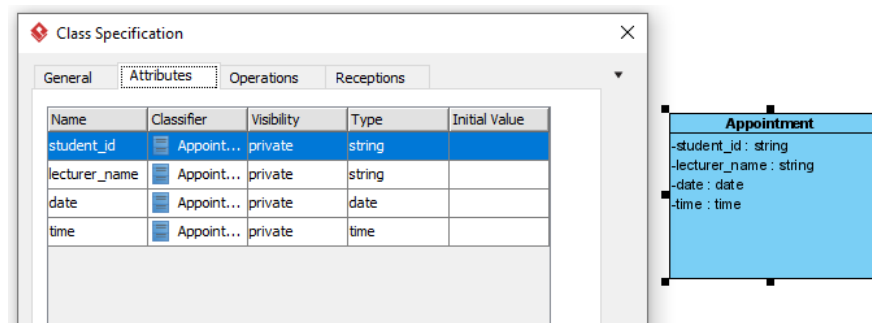 Class Specification
General Attributes Operations Receptions
Name Classifier Visibility Type Initial Value
student_id Appoint... private string
lecturer_name Appoint... private string
date Appoint... private date
time Appoint... private time
Appointment
-student_id : string
-lecturer_name : string
-date : date
-time : time